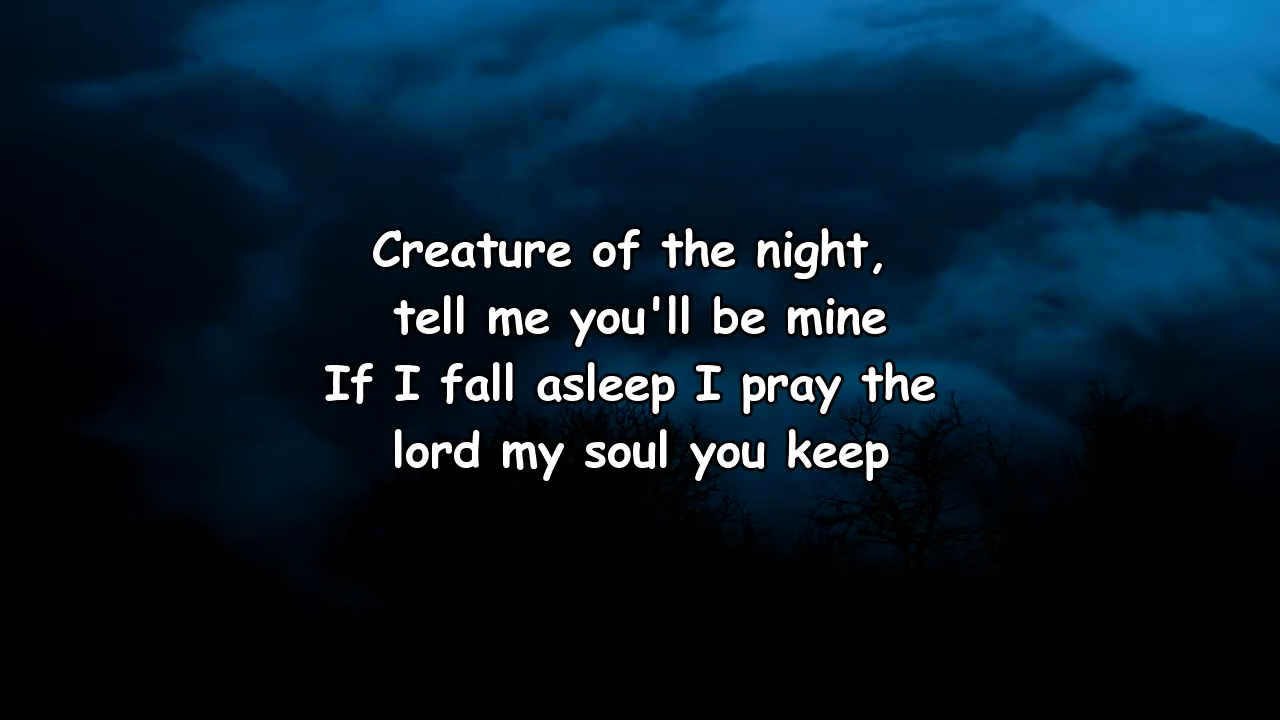 Creature of the night,
tell me you'll be mine
If I fall asleep I pray the
lord my soul you keep